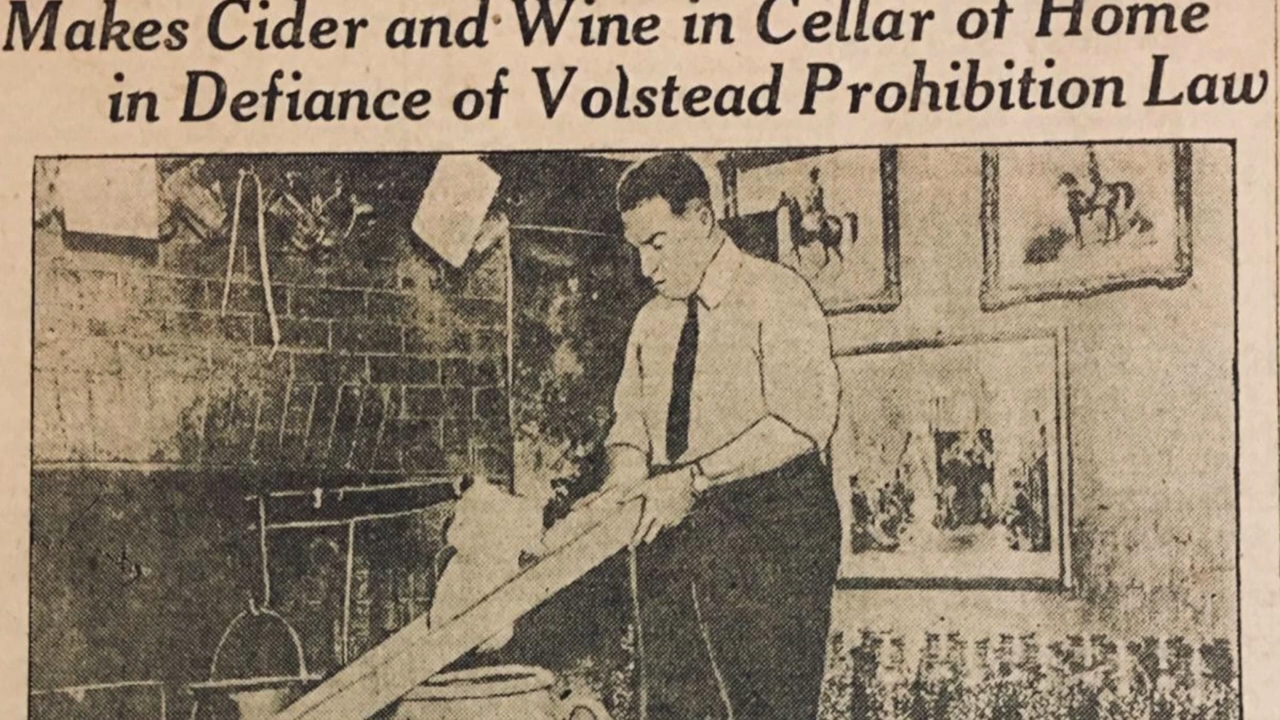 Makes Cider and Wine in Cellar of Home
in Defiance of Volstead Prohibition Law